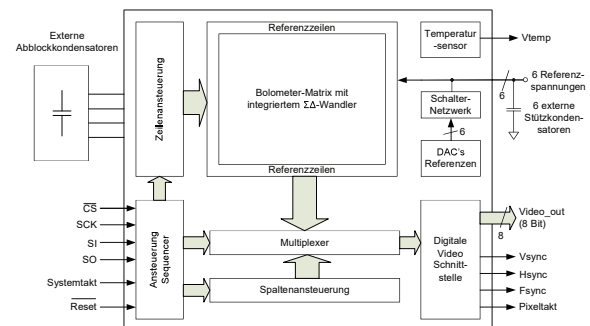 Externe
Abblockkondensatoren
Zeilenansteuerung
Referenzzeilen
Bolometer-Matrix mit
integriertem ΣΔ-Wandler
Referenzzeilen
Temperatur
-sensor
Vtemp
6
6 Referenz-
spannungen
Schalter-
Netzwerk
6
DAC's
Referenzen
6 externe
Stützkonden-
satoren
CS
SCK
SI
SO
Systemtakt
Reset
Ansteuerung
Sequencer
Multiplexer
Spaltenansteuerung
Digitale
Video
Schnitt-
stelle
8
Video_out
(8 Bit)
Vsync
Hsync
Fsync
Pixeltakt